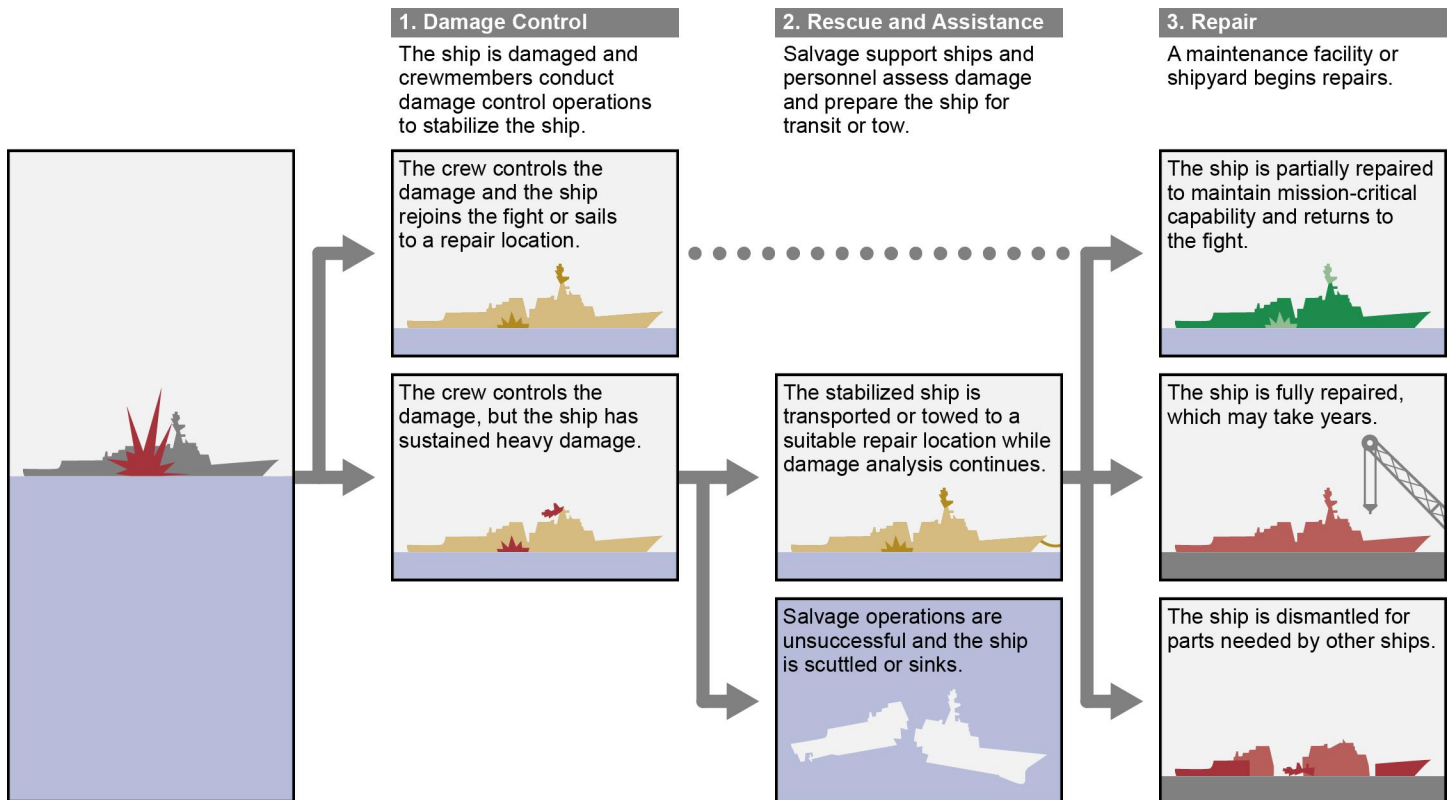 1. Damage Control
The ship is damaged and
crewmembers conduct
damage control operations
to stabilize the ship.
The crew controls the
damage and the ship
rejoins the fight or sails
to a repair location.
The crew controls the
damage, but the ship has
sustained heavy damage.
2. Rescue and Assistance
Salvage support ships and
personnel assess damage
and prepare the ship for
transit or tow.
The stabilized ship is
transported or towed to a
suitable repair location while
damage analysis continues.
Salvage operations are
unsuccessful and the ship
is scuttled or sinks.
3. Repair
A maintenance facility or
shipyard begins repairs.
The ship is partially repaired
to maintain mission-critical
capability and returns to
the fight.
The ship is fully repaired,
which may take years.
The ship is dismantled for
parts needed by other ships.